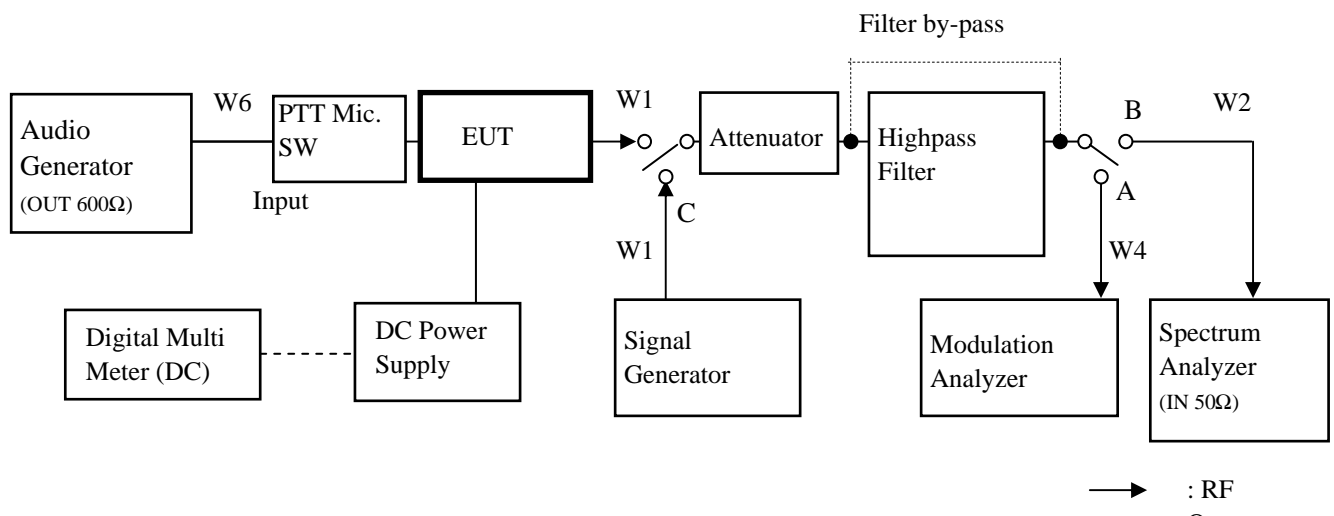 Filter by-pass
Audio
Generator
(OUT 600Ω)
W6
PTT Mic.
SW
Input
EUT
W1
C
W1
Attenuator
Highpass
Filter
B
A
W2
W4
Digital Multi
Meter (DC)
DC Power
Supply
Signal
Generator
Modulation
Analyzer
Spectrum
Analyzer
(IN 50Ω)
: RF